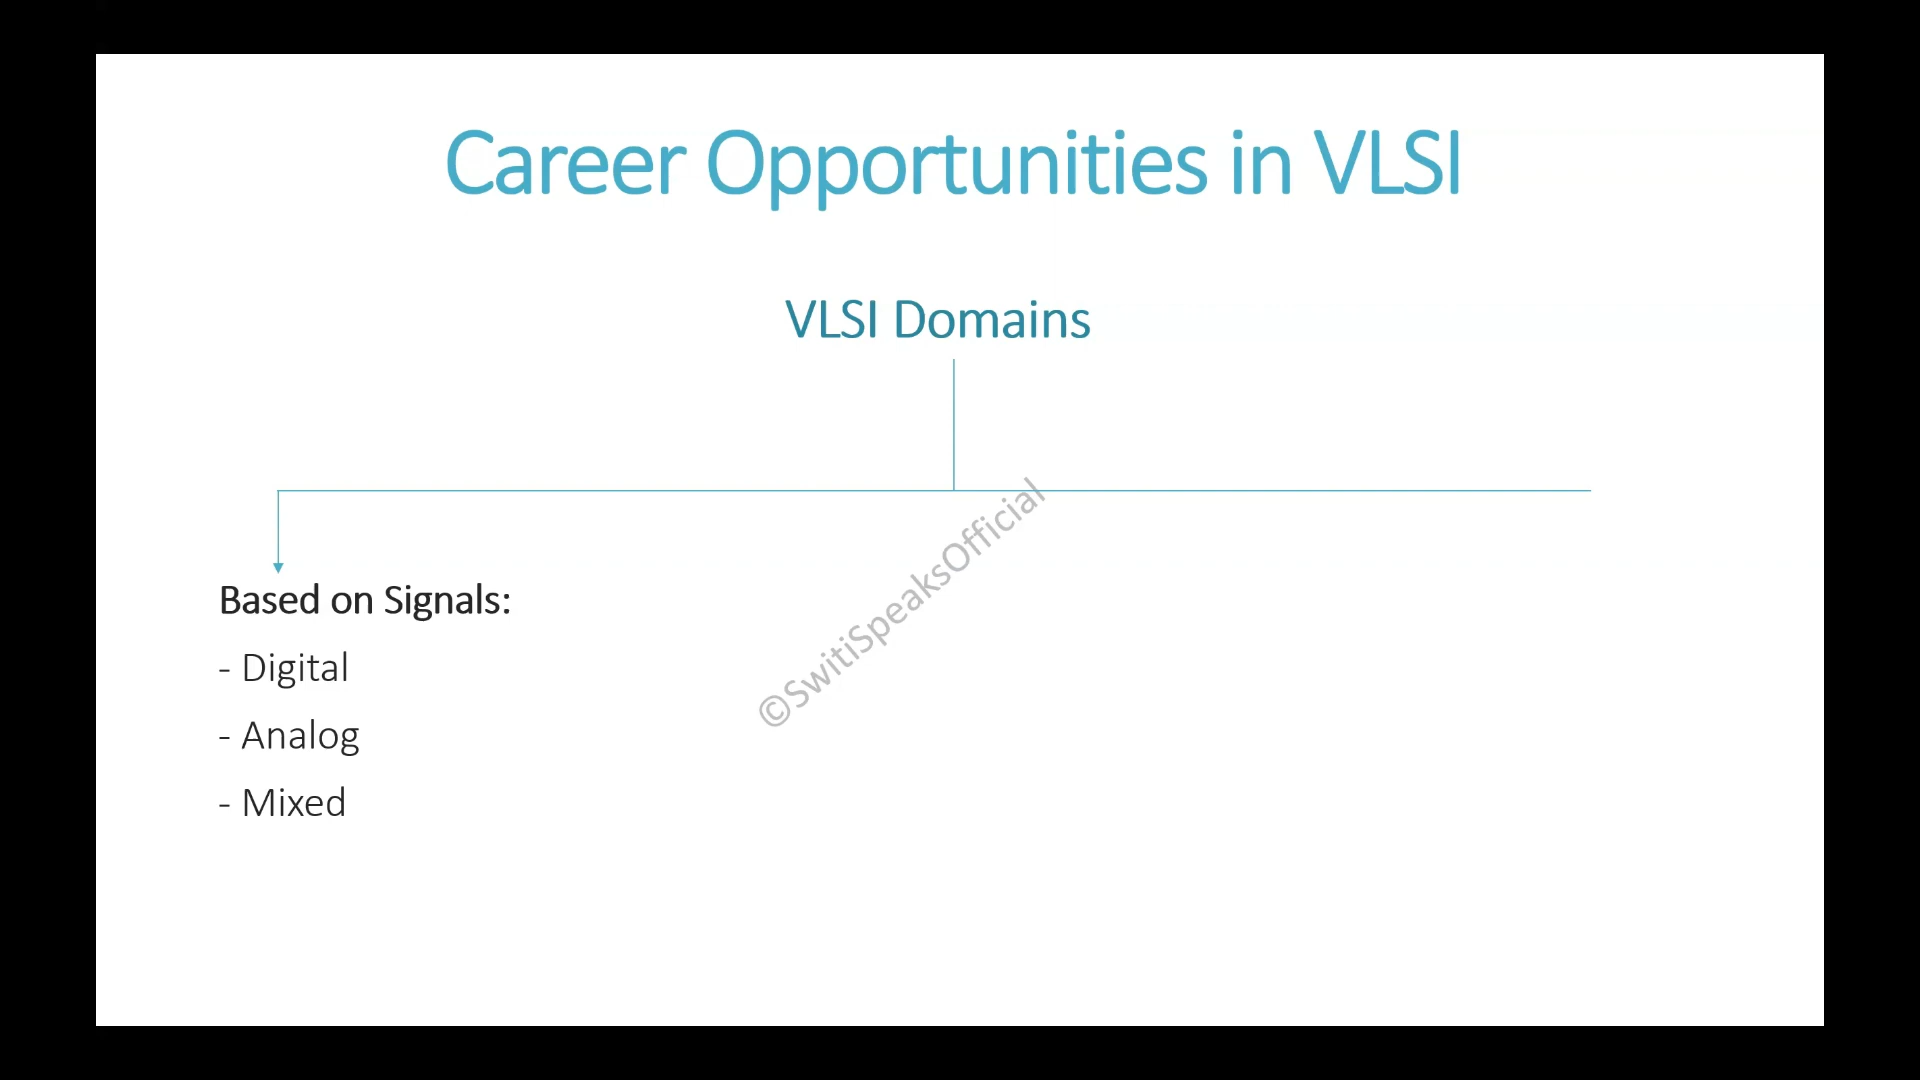 Career Opportunities in VLSI
VLSI Domains
©SwitiSpeaksOfficial
Based on Signals:
- Digital
- Analog
- Mixed